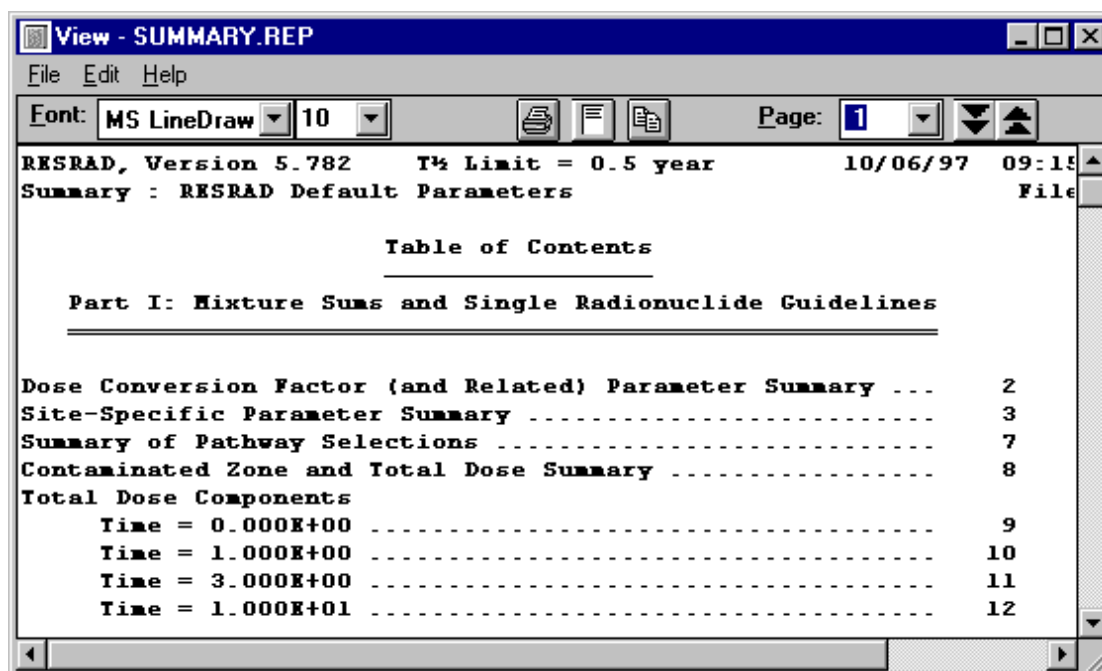 View - SUMMARY.REP
File Edit Help
Font: MS LineDraw 10 Page: 1
RESRAD, Version 5.782 T½ Limit = 0.5 year 10/06/97 09:15
Summary : RESRAD Default Parameters File
Table of Contents
Part I: Mixture Sums and Single Radionuclide Guidelines
Dose Conversion Factor (and Related) Parameter Summary ... 2
Site-Specific Parameter Summary .......................... 3
Summary of Pathway Selections ............................ 7
Contaminated Zone and Total Dose Summary ................. 8
Total Dose Components
Time = 0.000E+00 .................................... 9
Time = 1.000E+00 .................................... 10
Time = 3.000E+00 .................................... 11
Time = 1.000E+01 .................................... 12